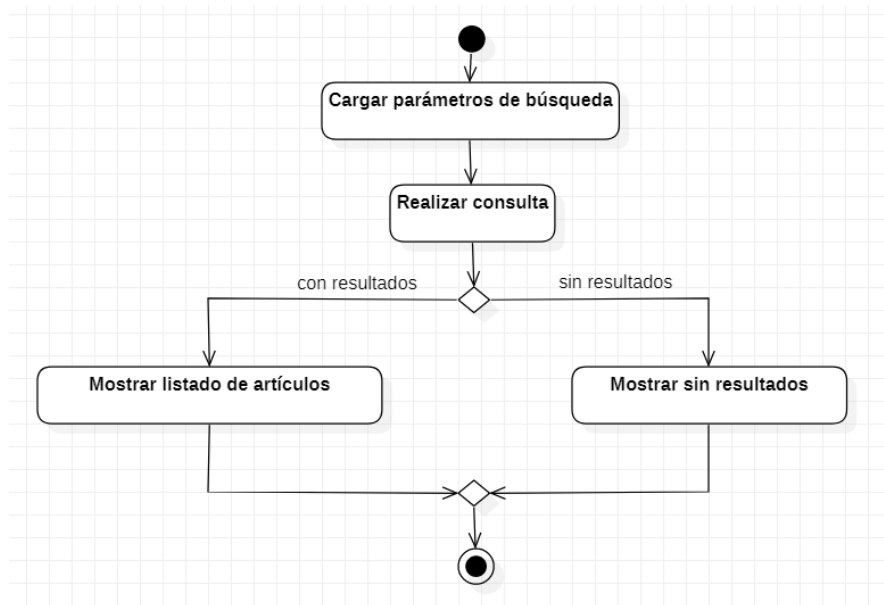 Cargar parámetros de búsqueda
Realizar consulta
con resultados
sin resultados
Mostrar listado de artículos
Mostrar sin resultados